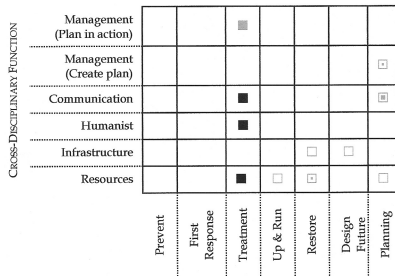 CROSS-DISCIPLINARY FUNCTION
Management
(Plan in action)
Management
(Create plan)
Communication
Humanist
Infrastructure
Resources
Prevent
First
Response
Treatment
Up & Run
Restore
Design
Future
Planning